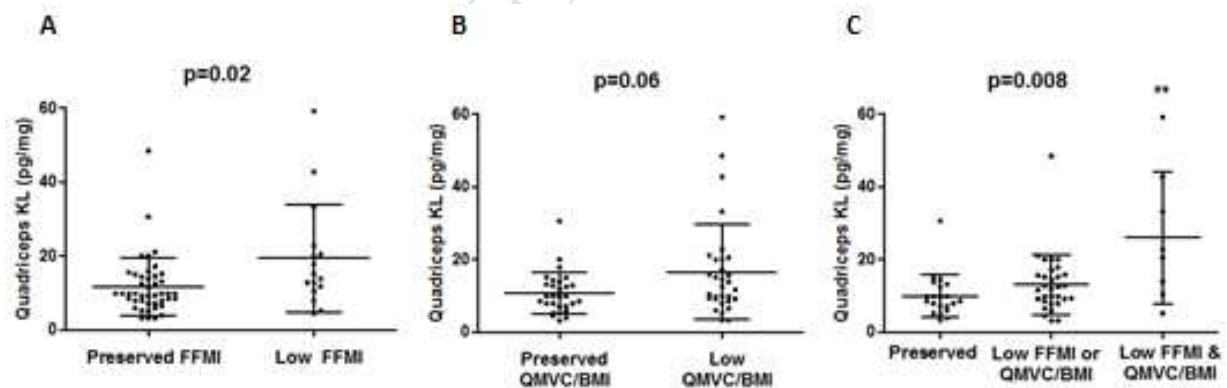 A
B
C
p=0.02
p=0.06
p=0.008
**
Quadriceps KL (pg/mg)
60
40
20
0
Preserved FFMI
Low FFMI
Quadriceps KL (pg/mg)
60
40
20
0
Preserved
QMVC/BMI
Low
QMVC/BMI
Quadriceps KL (pg/mg)
60
40
20
0
Preserved
Low FFMI or
QMVC/BMI
Low FFMI &
QMVC/BMI